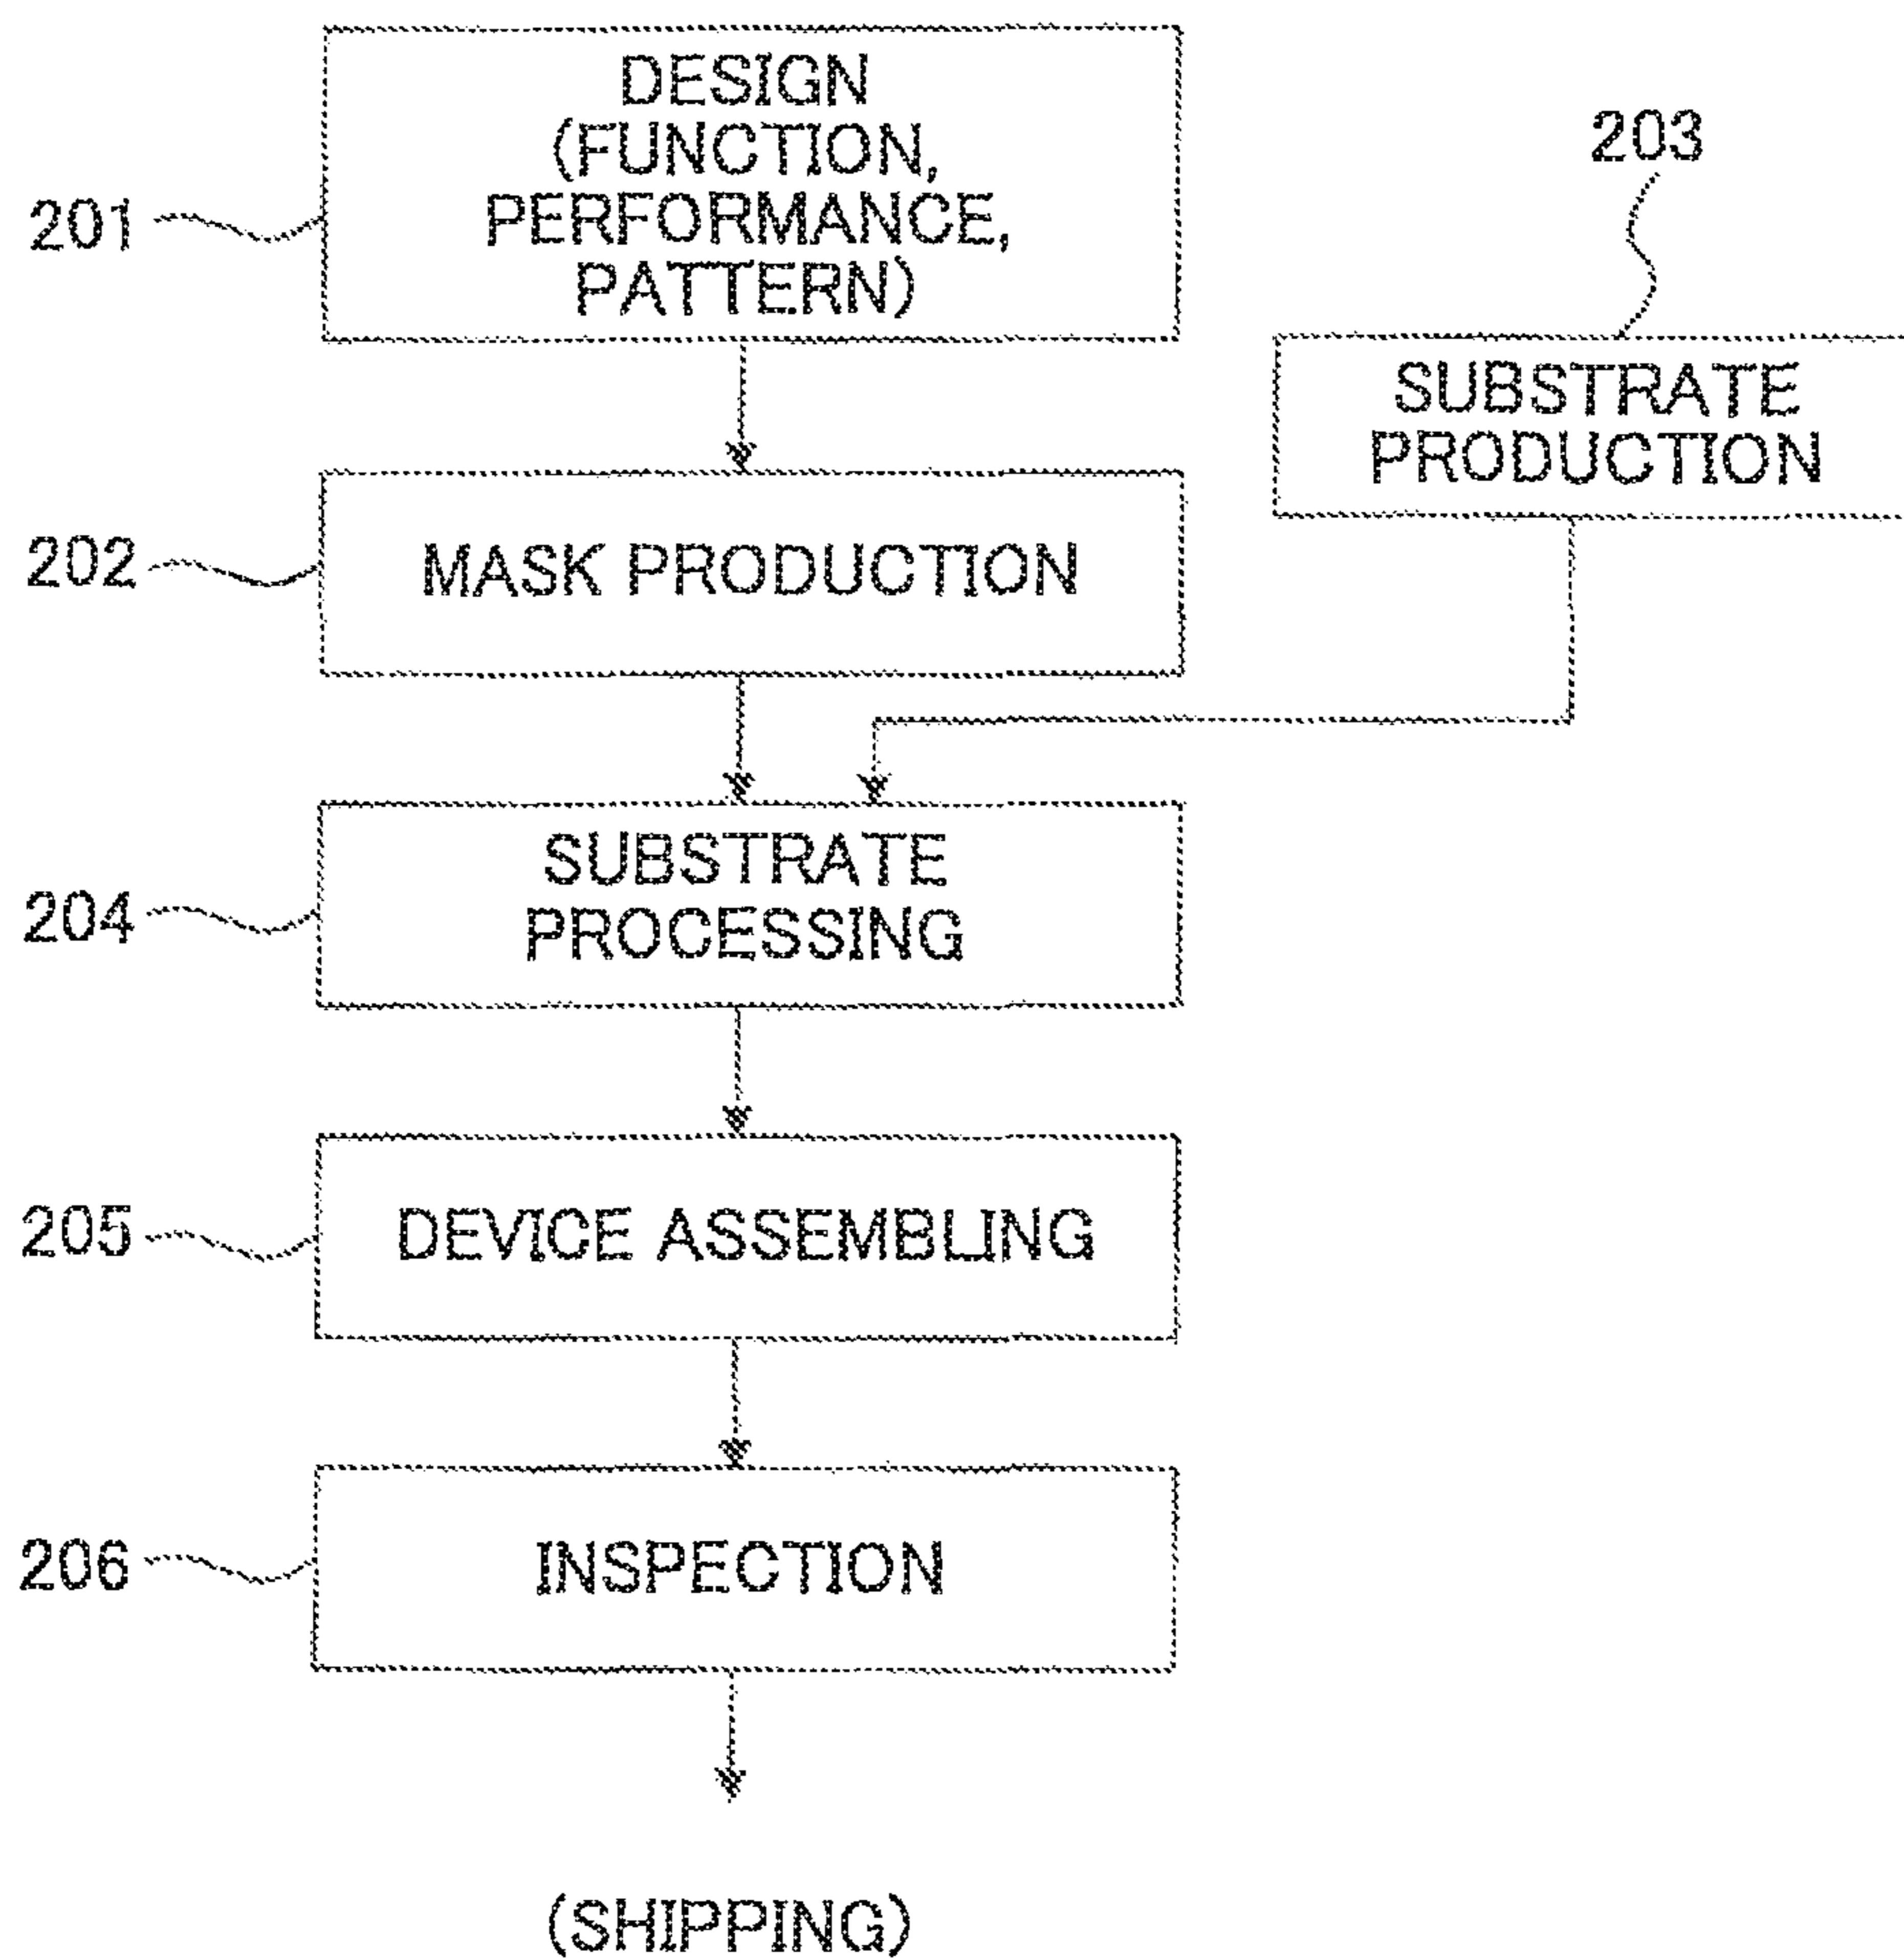 201
DESIGN
(FUNCTION,
PERFORMANCE,
PATTERN)
203
SUBSTRATE
PRODUCTION
202
MASK PRODUCTION
204
SUBSTRATE
PROCESSING
205
DEVICE ASSEMBLING
206
INSPECTION
(SHIPPING)